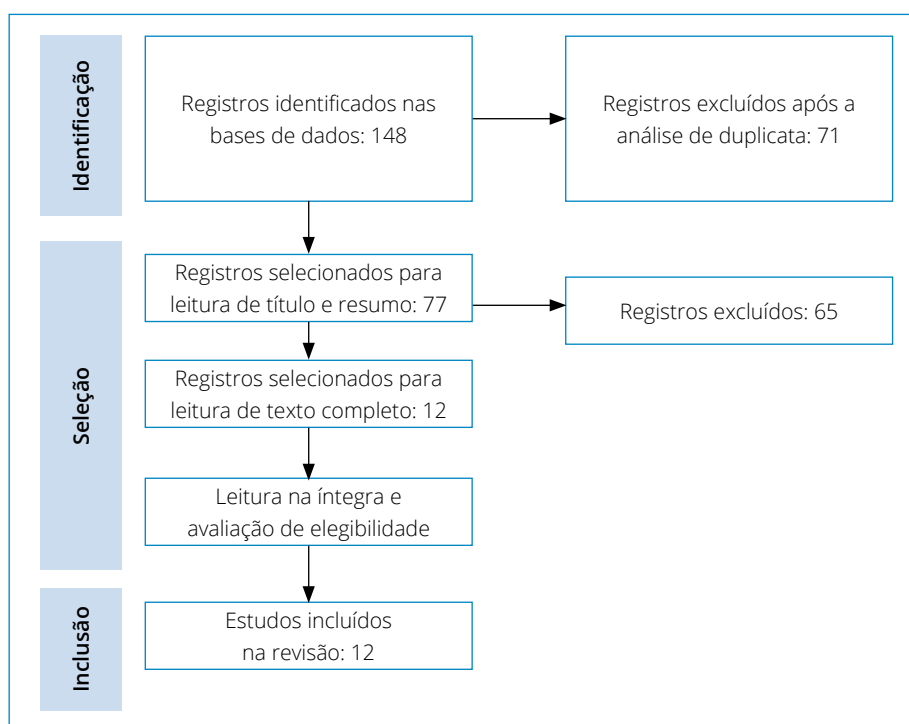 Identificação
Registros identificados nas
bases de dados: 148
Registros excluídos após a
análise de duplicata: 71
Seleção
Registros selecionados para
leitura de título e resumo: 77
Registros excluídos: 65
Registros selecionados para
leitura de texto completo: 12
Leitura na íntegra e
avaliação de elegibilidade
Inclusão
Estudos incluídos
na revisão: 12